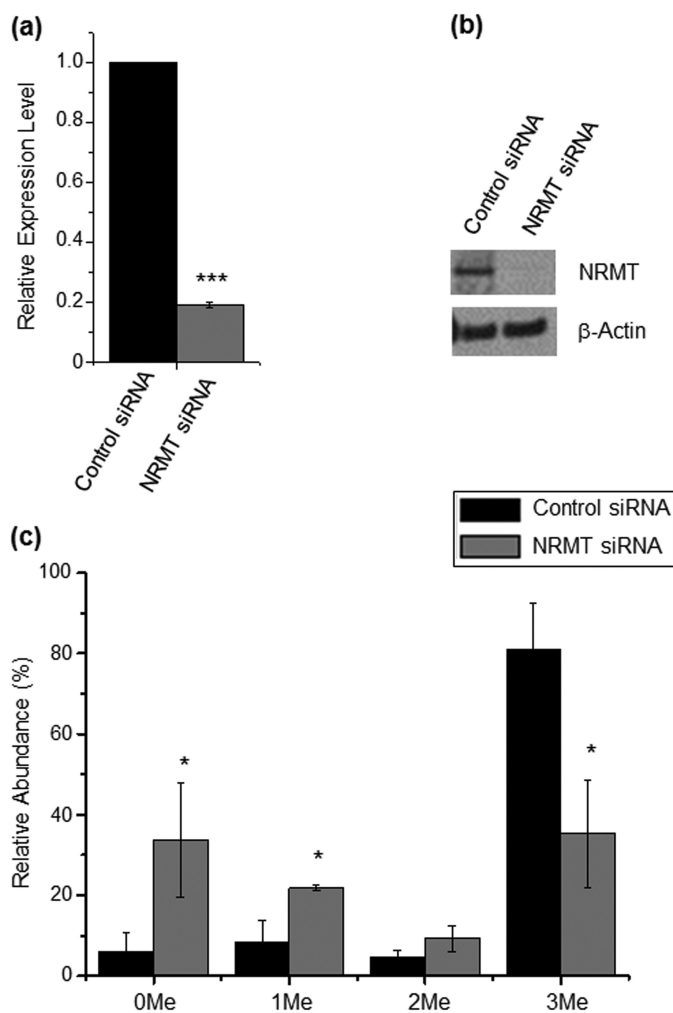 (a)
Relative Expression Level
1.0
0.8
0.6
0.4
0.2
0
***
Control siRNA
NRMT siRNA
(b)
Control siRNA
NRMT siRNA
NRMT
β-Actin
Control siRNA
NRMT siRNA
(c)
Relative Abundance (%)
100
80
60
40
20
0
*
*
*
0Me
1Me
2Me
3Me